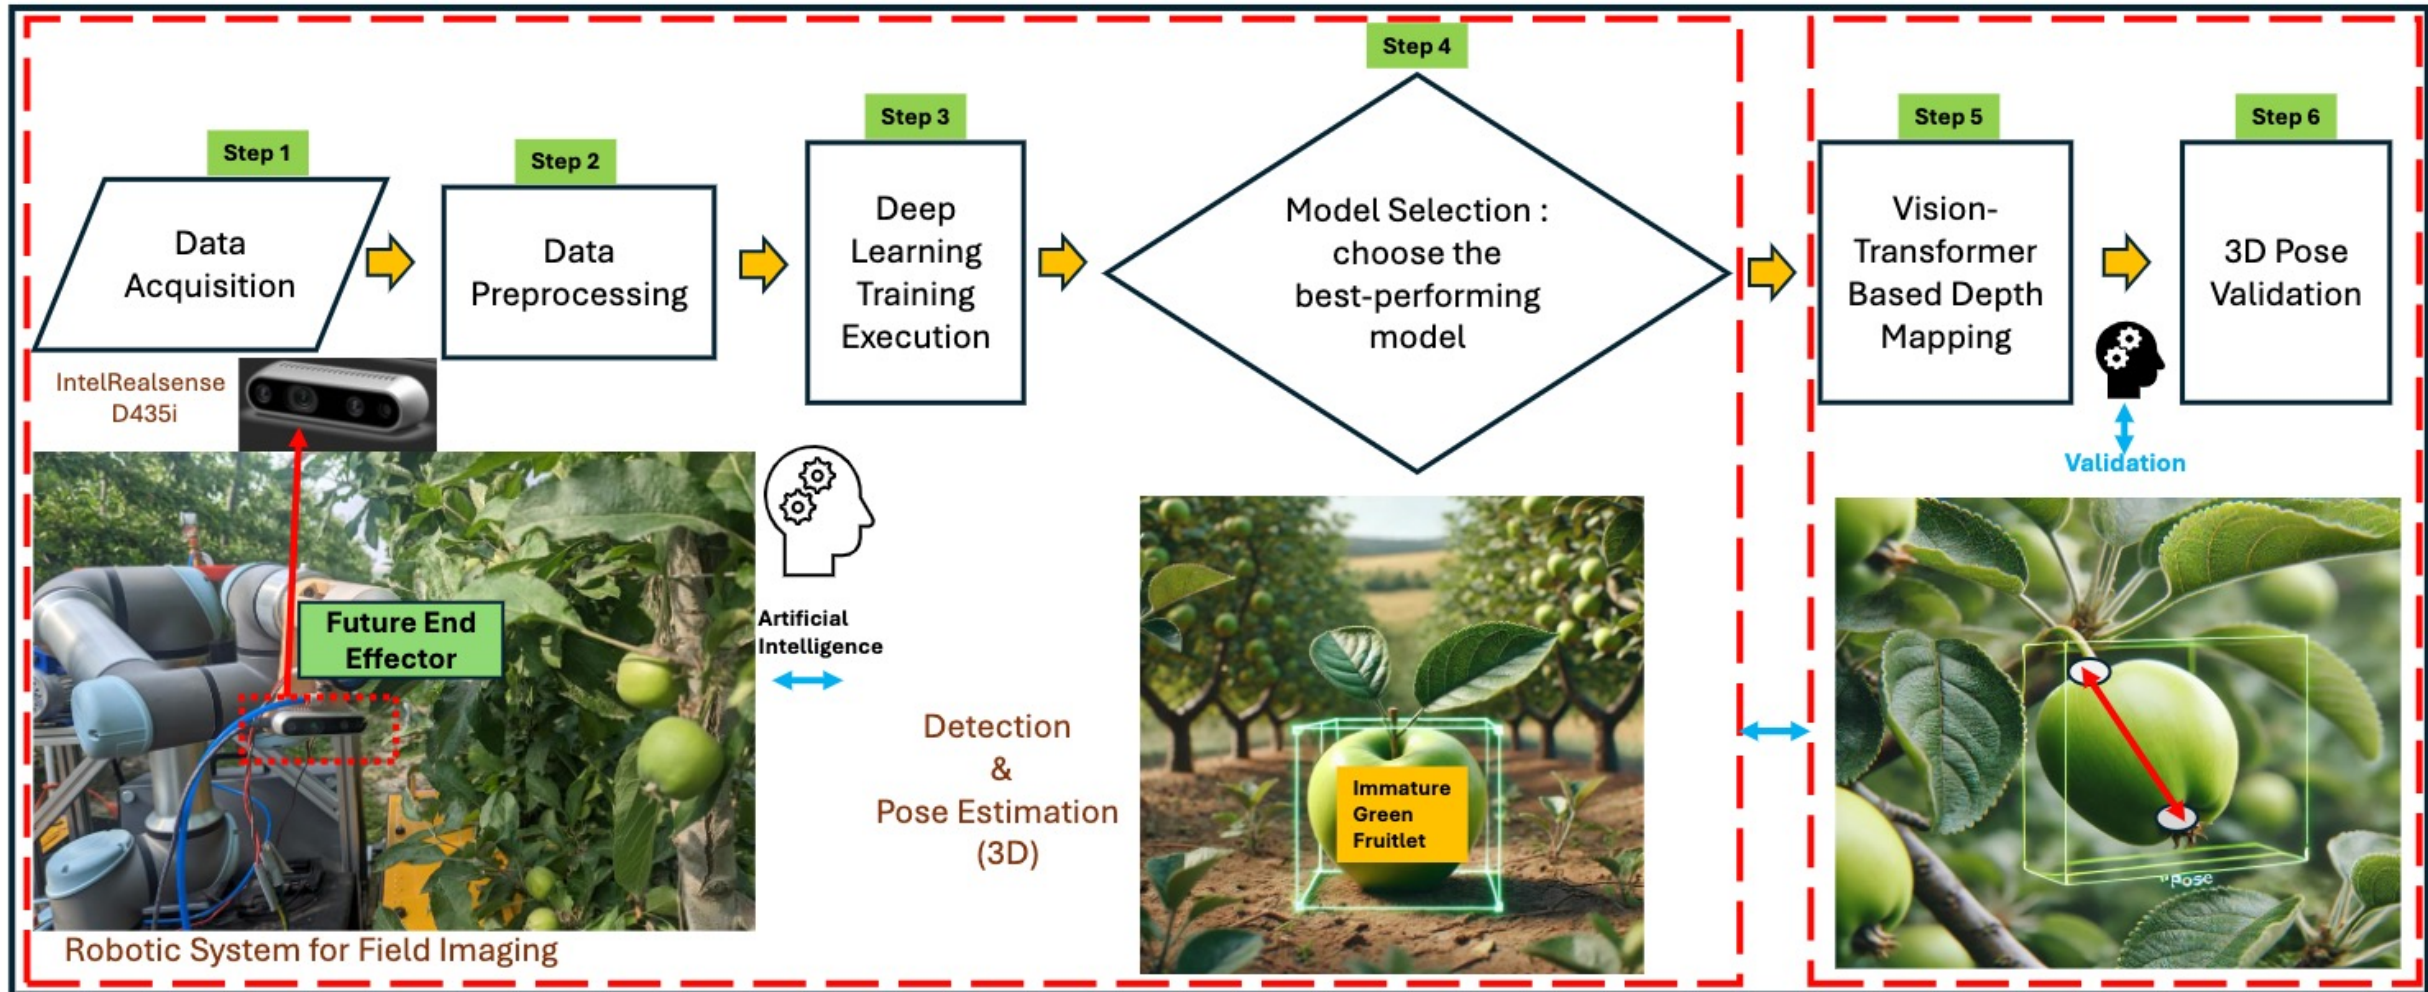 Step 1
Data
Acquisition
Step 2
Data
Preprocessing
Step 3
Deep
Learning
Training
Execution
Step 4
Model Selection :
choose the
best-performing
model
Step 5
Vision-
Transformer
Based Depth
Mapping
Step 6
3D Pose
Validation
IntelRealsense
D435i
Validation
Future End
Effector
Artificial
Intelligence
Detection
&
Pose Estimation
(3D)
Immature
Green
Fruitlet
"Pose
Robotic System for Field Imaging